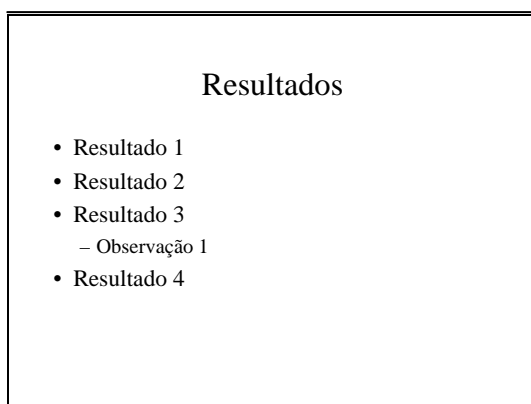 Resultados
• Resultado 1
• Resultado 2
• Resultado 3
– Observação 1
• Resultado 4